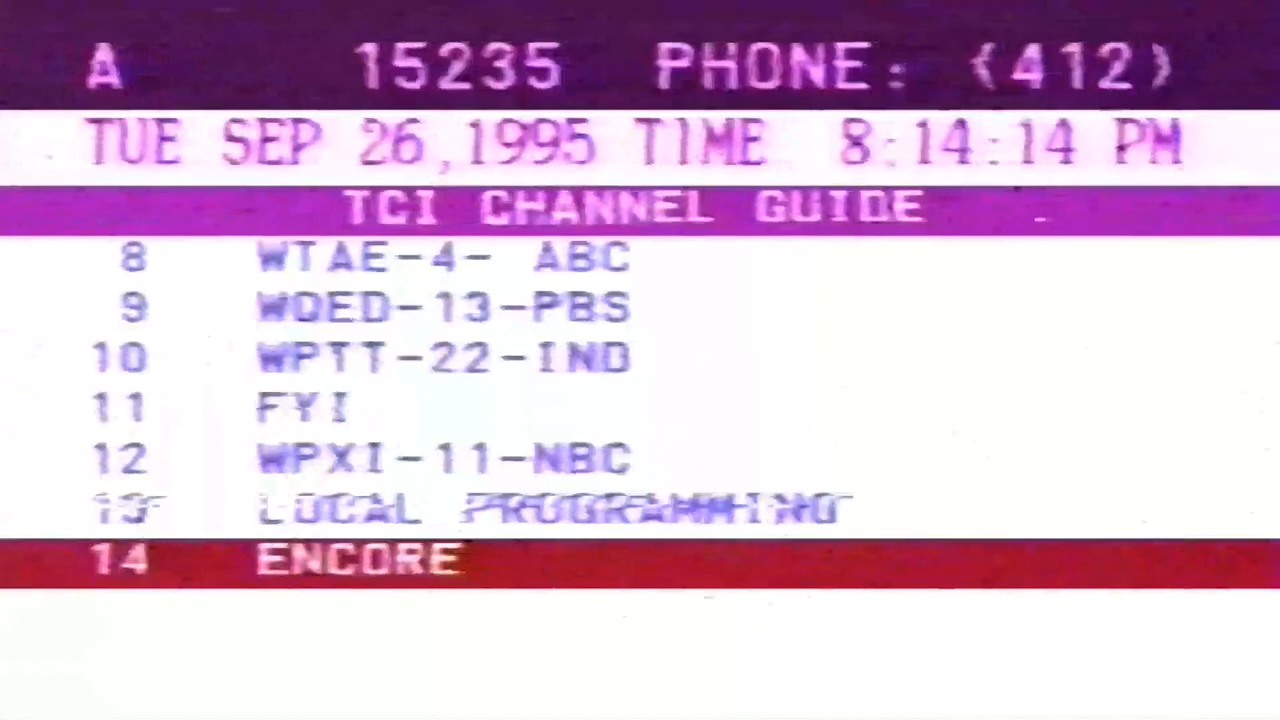 A 15235 PHONE: (412)
TUE SEP 26,1995 TIME 8:14:14 PM
TCI CHANNEL GUIDE
8 WTAE-4- ABC
9 WQED-13-PBS
10 WPTT-22-IND
11 FYI
12 WPXI-11-NBC
13 LOCAL PROGRAMMING
14 ENCORE